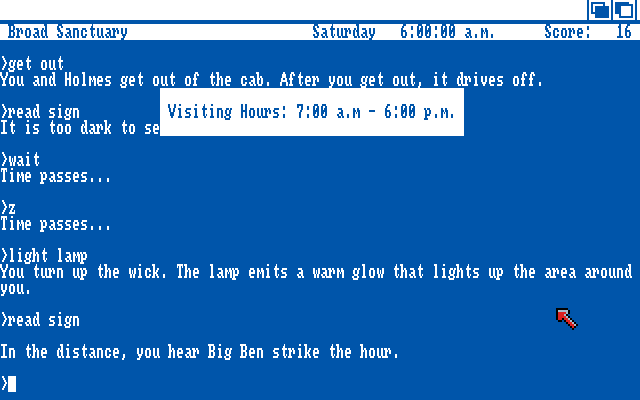 Broad Sanctuary Saturday 6:00:00 a.m. Score: 16
>get out
You and Holmes get out of the cab. After you get out, it drives off.
Visiting Hours: 7:00 a.m - 6:00 p.m.
>read sign
It is too dark to se
>wait
Time passes...
>z
Time passes...
>light lamp
You turn up the wick. The lamp emits a warm glow that lights up the area around
you.
>read sign
In the distance, you hear Big Ben strike the hour.
>